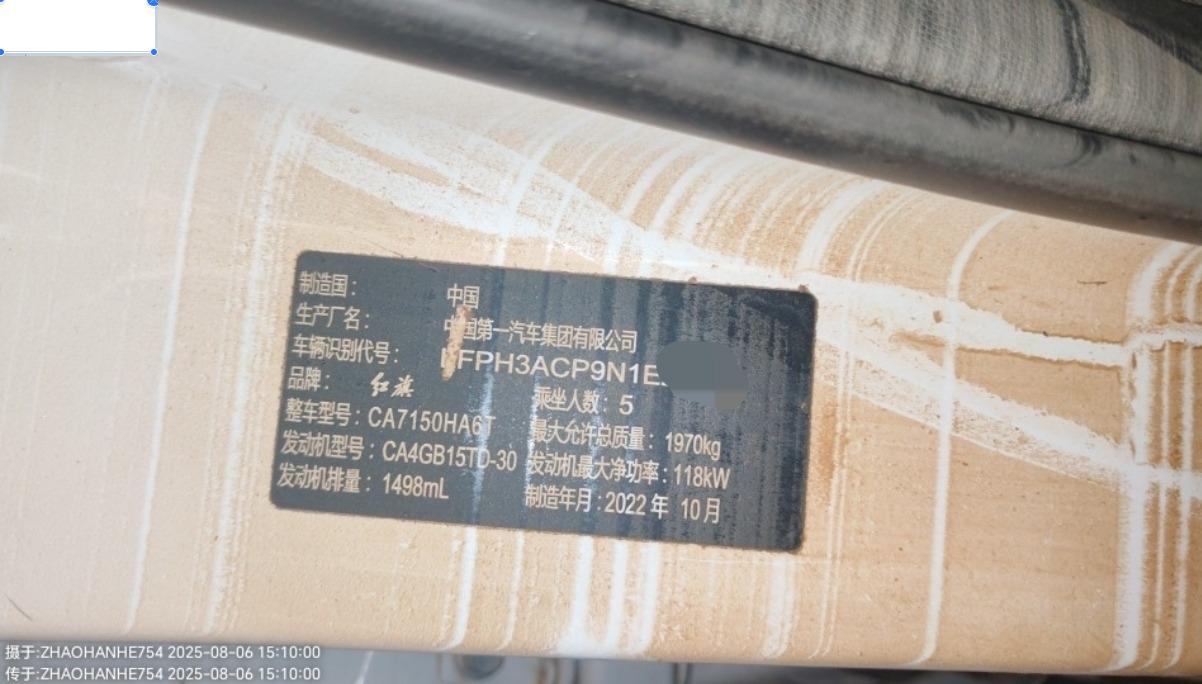 制造国： 中国
生产厂名： 中国第一汽车集团有限公司
车辆识别代号： LFPH3ACP9N1E
品牌： 红旗 乘坐人数：5
整车型号：CA7150HA6T 最大允许总质量：1970kg
发动机型号：CA4GB15TD-30 发动机最大净功率：118kW
发动机排量：1498mL 制造年月：2022年 10月
摄于:ZHAOHANHE754 2025-08-06 15:10:00
传于:ZHAOHANHE754 2025-08-06 15:10:00